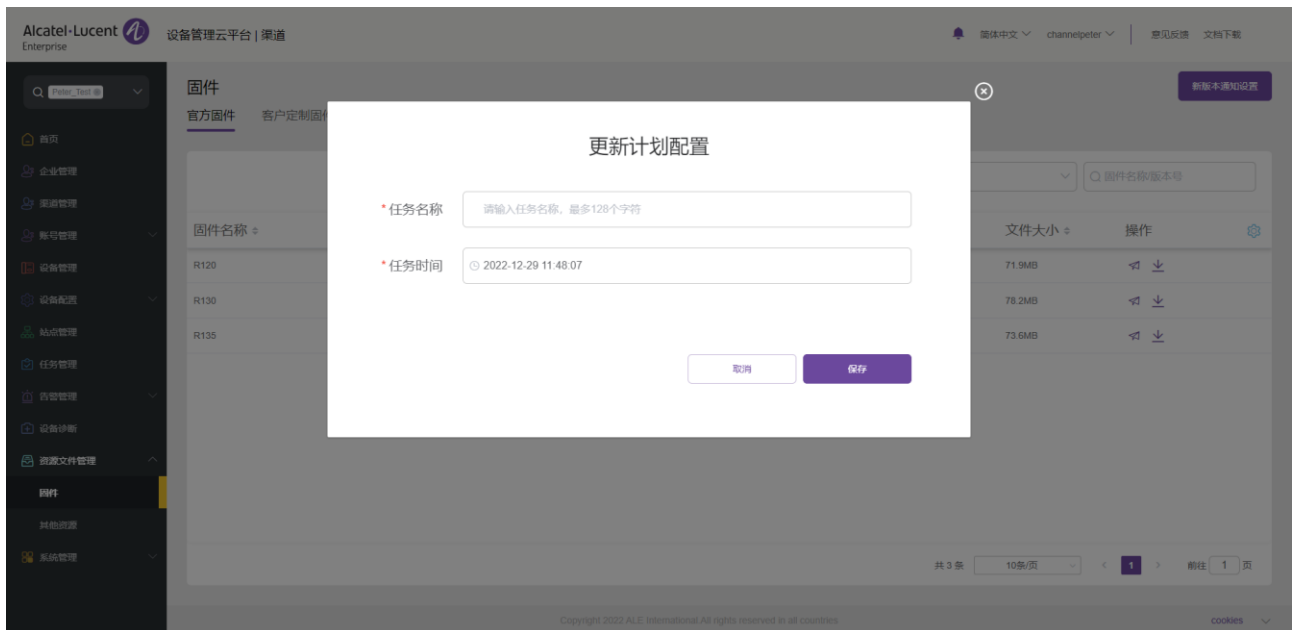 Alcatel·Lucent
Enterprise
设备管理云平台 | 渠道
简体中文
channelpeter
意见反馈
文档下载
Peter_Test
首页
企业管理
渠道管理
账号管理
设备管理
设备配置
站点管理
任务管理
告警管理
设备诊断
资源文件管理
固件
其他资源
系统管理
固件
新版本通知设置
官方固件
客户定制固件
固件名称/版本号
固件名称
文件大小
操作
R120
71.9MB
R130
78.2MB
R135
73.6MB
更新计划配置
*任务名称
请输入任务名称，最多128个字符
*任务时间
2022-12-29 11:48:07
取消
保存
共 3 条
10条/页
1
前往 1 页
Copyright 2022 ALE International.All rights reserved in all countries
cookies